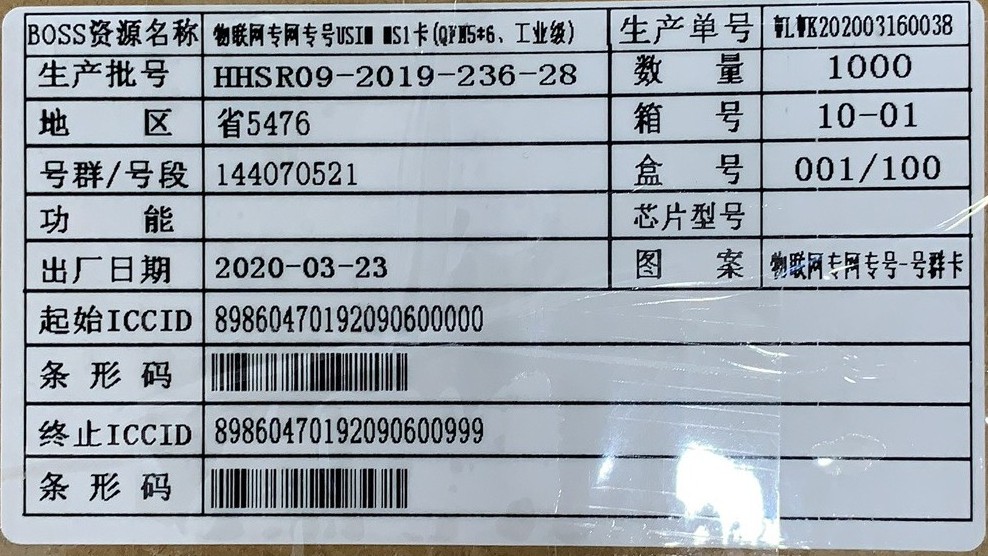 BOSS资源名称 物联网专网专号USIM MS1卡(QFN5*6、工业级) 生产单号 WLWK202003160038
生产批号 HHSR09-2019-236-28 数量 1000
地区 省5476 箱号 10-01
号群/号段 144070521 盒号 001/100
功能 芯片型号
出厂日期 2020-03-23 图案 物联网专网专号-号群卡
起始ICCID 89860470192090600000
条形码
终止ICCID 89860470192090600999
条形码